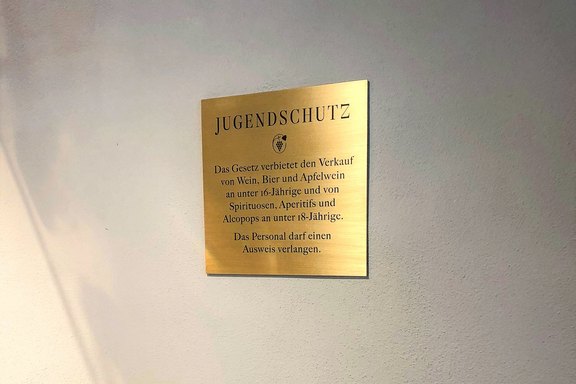 JUGENDSCHUTZ
Das Gesetz verbietet den Verkauf
von Wein, Bier und Apfelwein
an unter 16-Jährige und von
Spirituosen, Aperitifs und
Alcopops an unter 18-Jährige.
Das Personal darf einen
Ausweis verlangen.